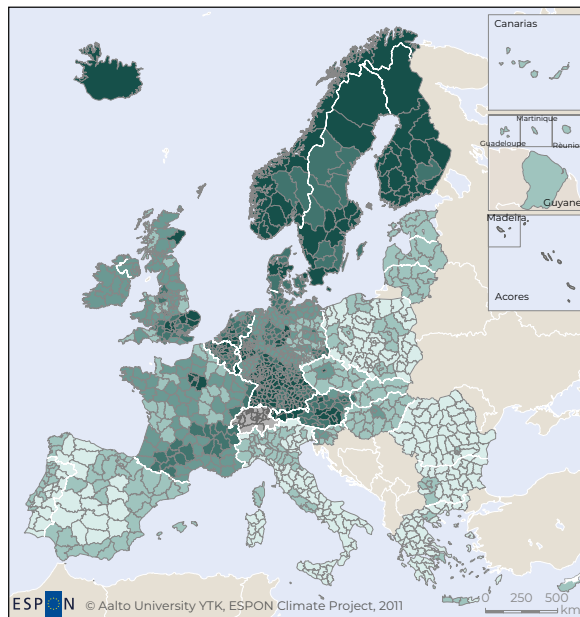 Canarias
Martinique
Guadeloupe
Réunion
Guyane
Madeira
Acores
ESPON © Aalto University YTK, ESPON Climate Project, 2011
0 250 500
km